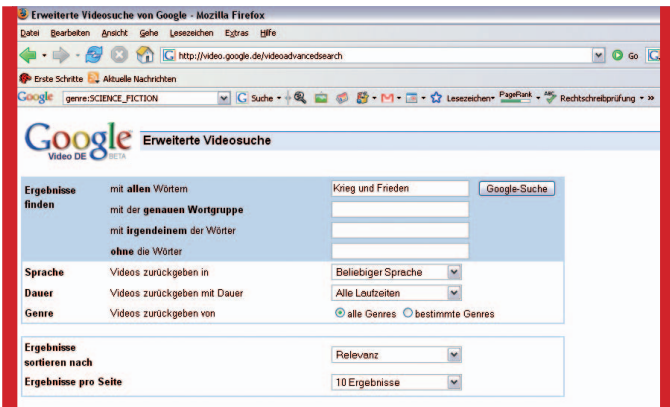 Erweiterte Videosuche von Google - Mozilla Firefox
Datei Bearbeiten Ansicht Gehe Lesezeichen Extras Hilfe
G http://video.google.de/videoadvancedsearch Go G
Erste Schritte Aktuelle Nachrichten
Google genre:SCIENCE_FICTION G Suche M Lesezeichen PageRank ABC Rechtschreibprüfung »
Google Erweiterte Videosuche
Video DE BETA
Ergebnisse finden mit allen Wörtern Krieg und Frieden Google-Suche
mit der genauen Wortgruppe
mit irgendeinem der Wörter
ohne die Wörter
Sprache Videos zurückgeben in Beliebiger Sprache
Dauer Videos zurückgeben mit Dauer Alle Laufzeiten
Genre Videos zurückgeben von alle Genres bestimmte Genres
Ergebnisse sortieren nach Relevanz
Ergebnisse pro Seite 10 Ergebnisse